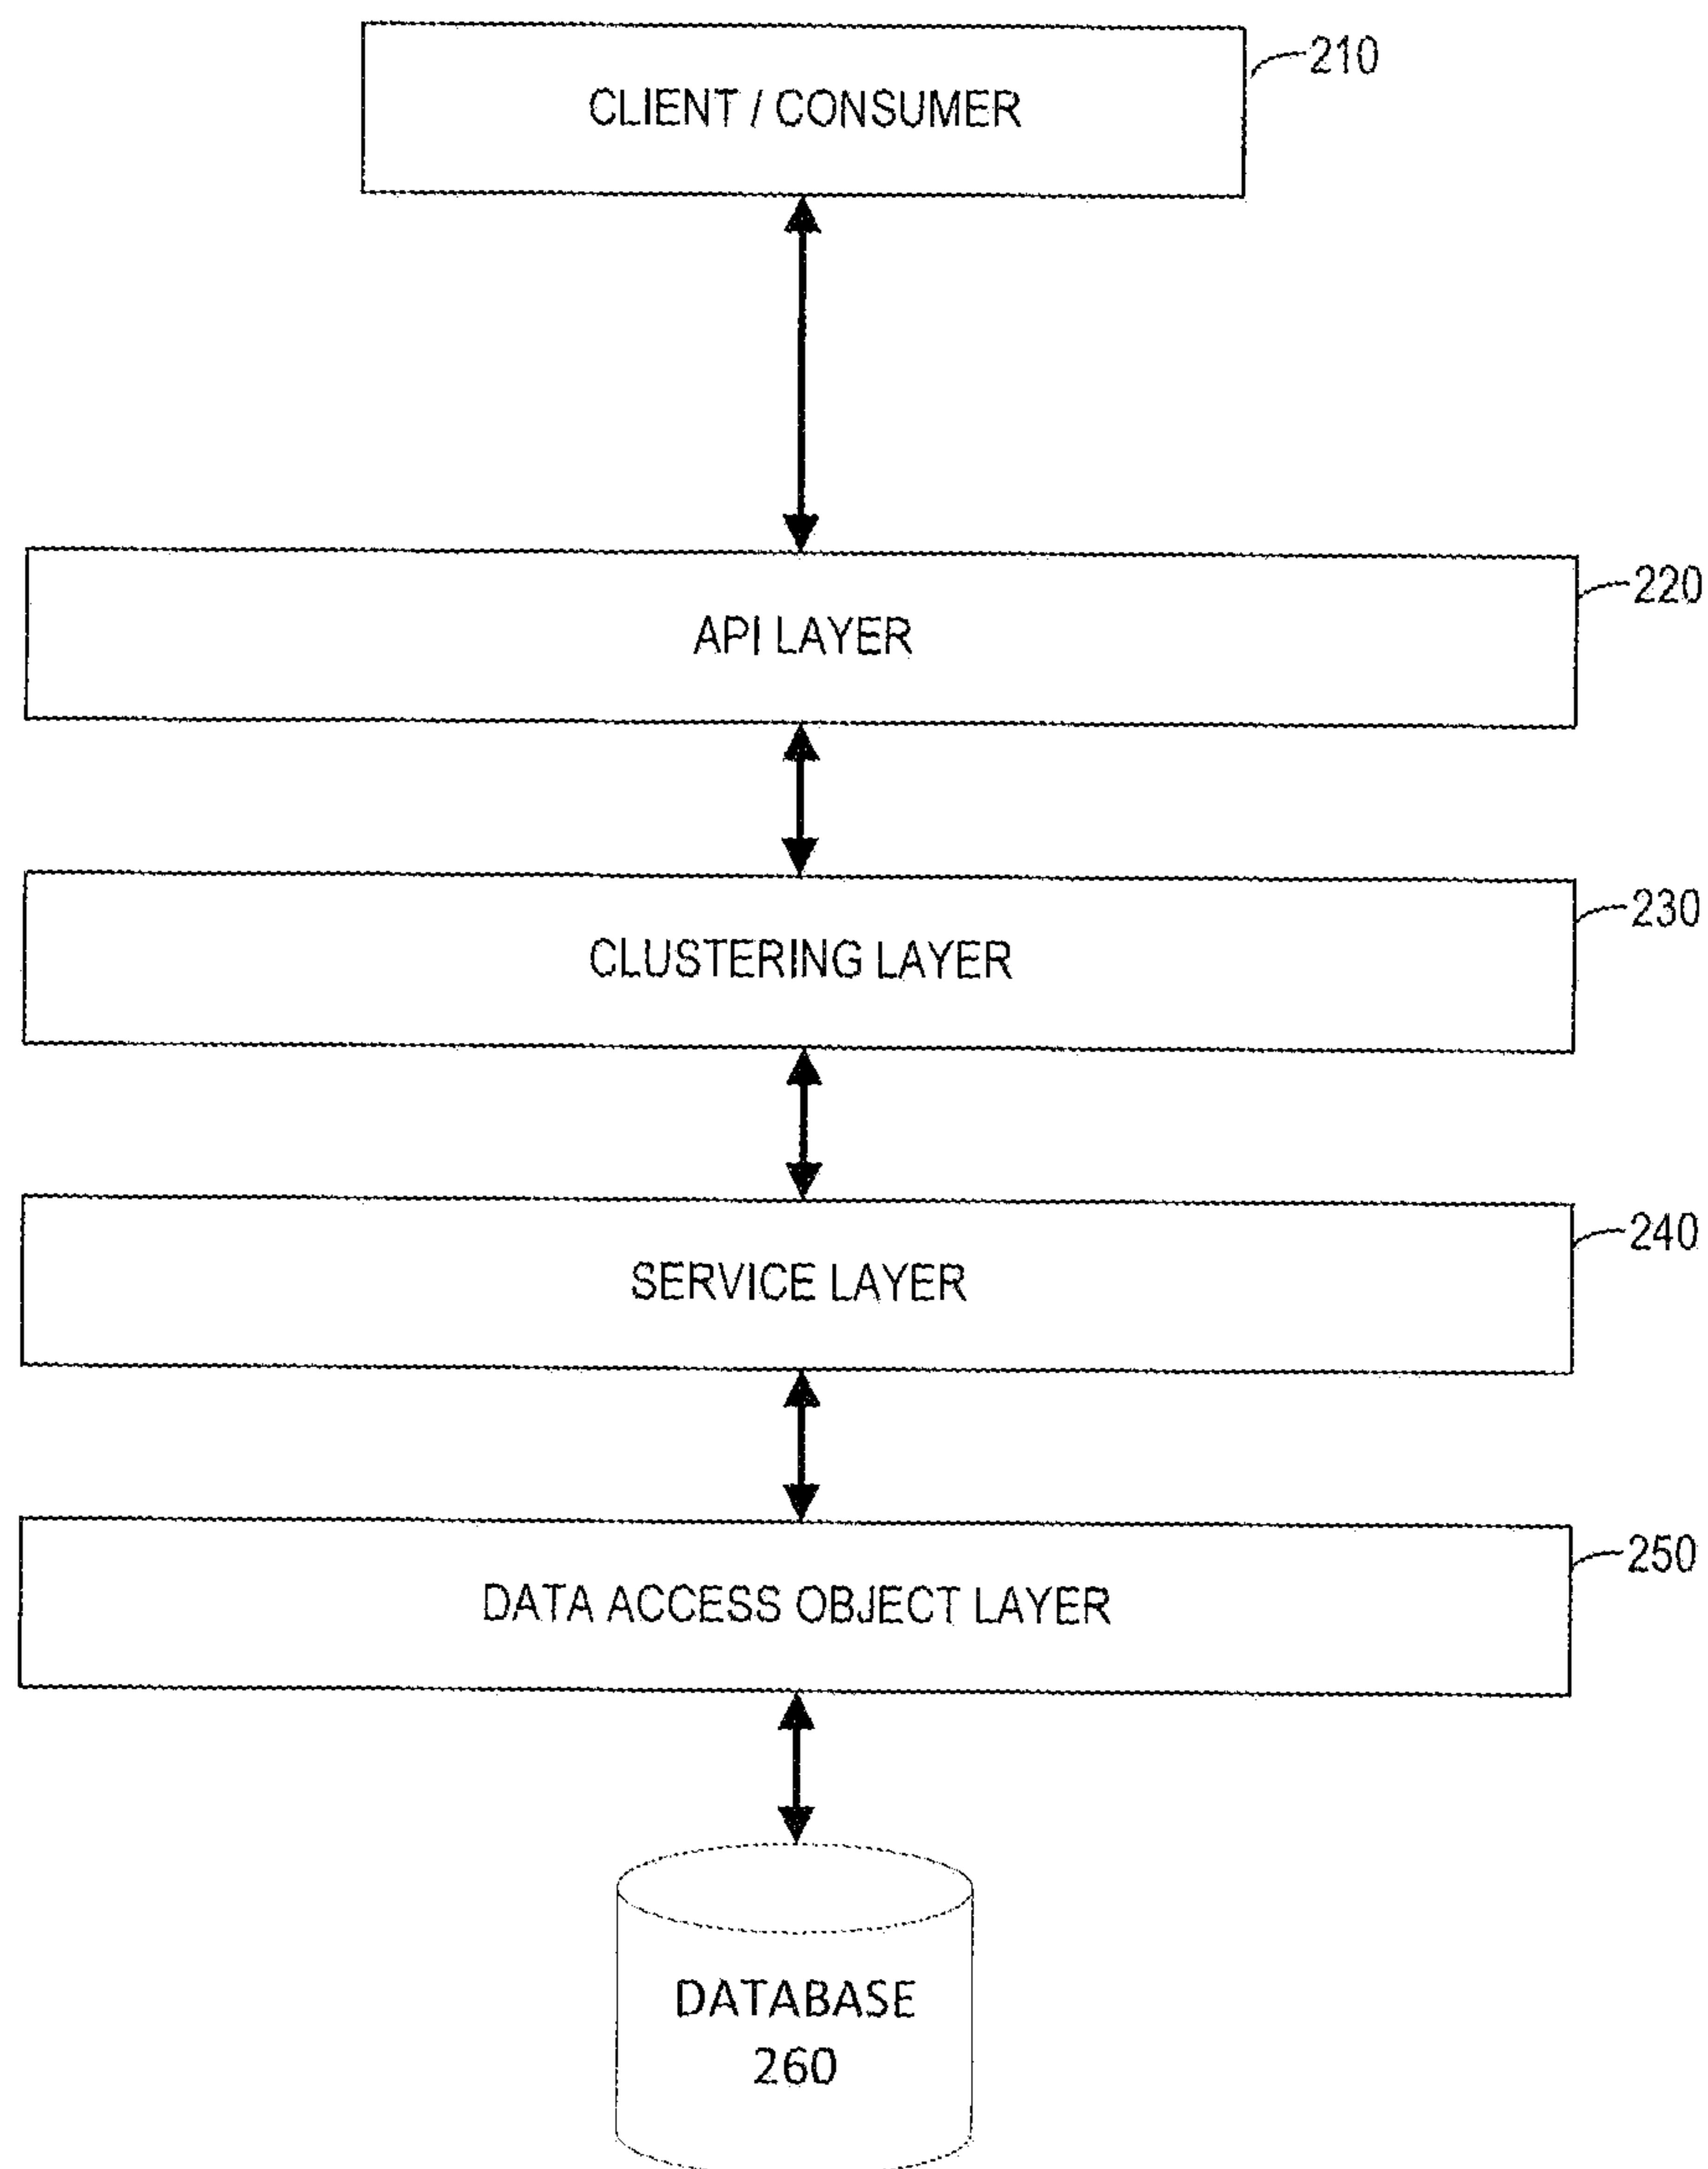 CLIENT / CONSUMER
210
API LAYER
220
CLUSTERING LAYER
230
SERVICE LAYER
240
DATA ACCESS OBJECT LAYER
250
DATABASE
260